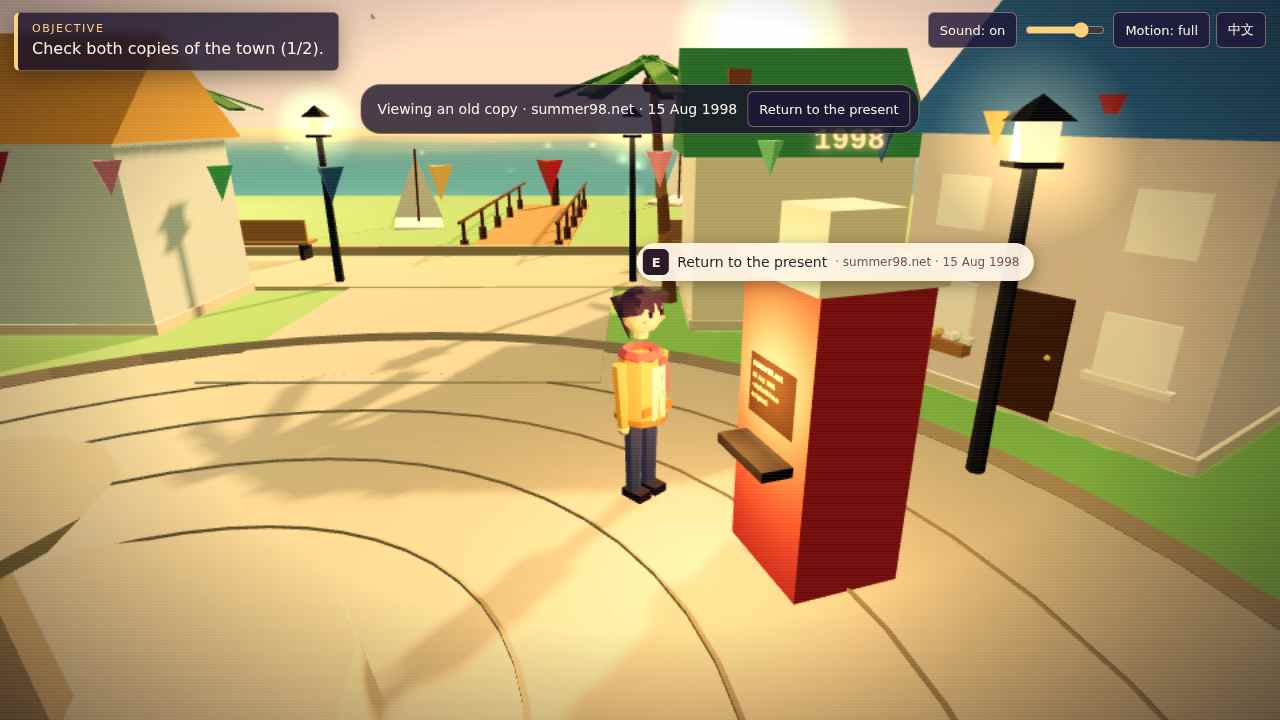 OBJECTIVE
Check both copies of the town (1/2).
Sound: on
Motion: full
中文
Viewing an old copy · summer98.net · 15 Aug 1998
Return to the present
1998
E Return to the present · summer98.net · 15 Aug 1998